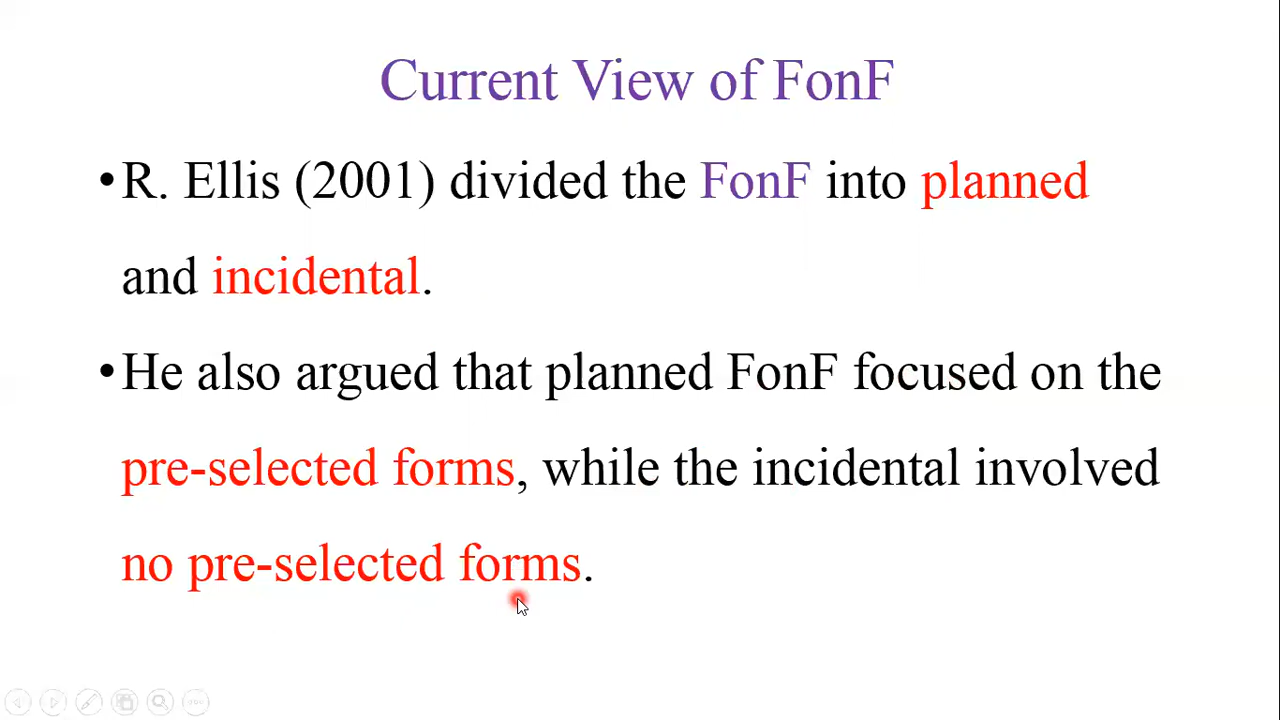 Current View of FonF
•R. Ellis (2001) divided the FonF into planned
and incidental.
•He also argued that planned FonF focused on the
pre-selected forms, while the incidental involved
no pre-selected forms.